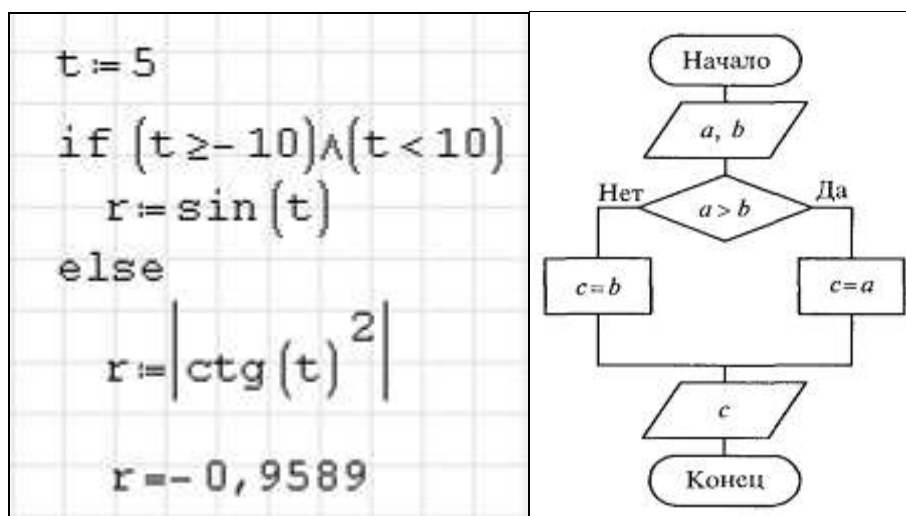 t:=5
if (t≥-10)∧(t<10)
r:=sin(t)
else
r:=|ctg(t)²|
r=-0,9589
Начало
a, b
Нет
Да
a > b
c=b
c=a
c
Конец